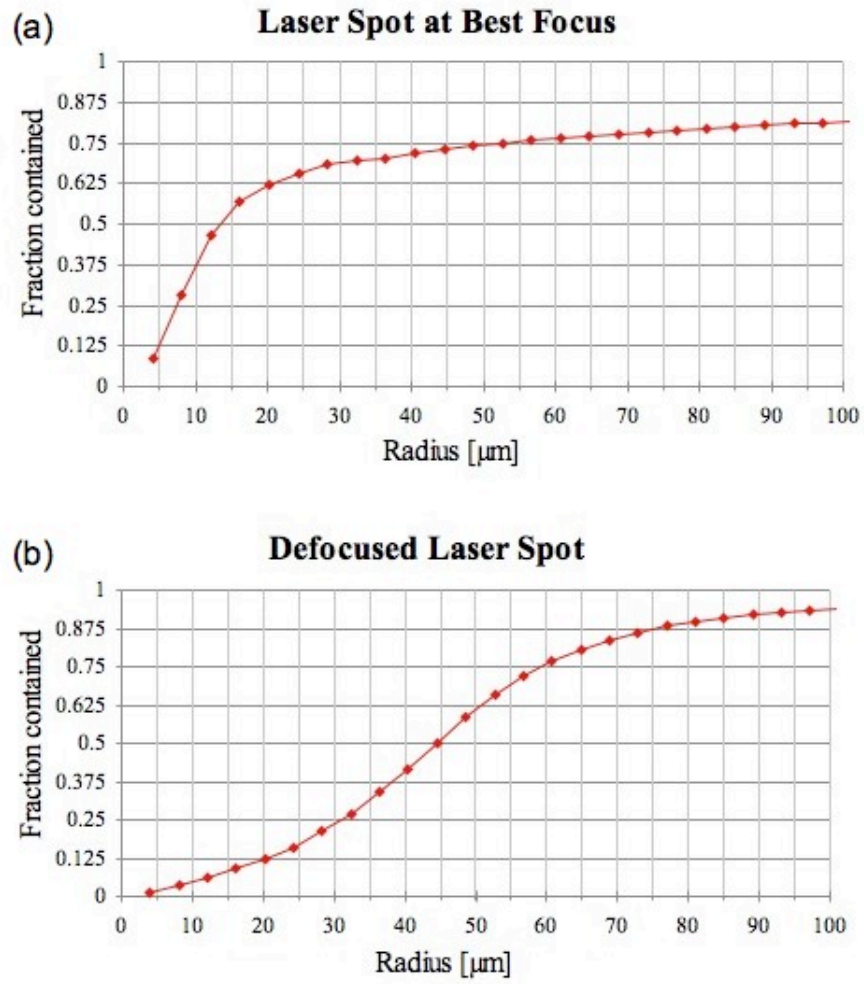 (a)
Laser Spot at Best Focus
1
0.875
0.75
0.625
0.5
0.375
0.25
0.125
0
Fraction contained
0 10 20 30 40 50 60 70 80 90 100
Radius [μm]
(b)
Defocused Laser Spot
1
0.875
0.75
0.625
0.5
0.375
0.25
0.125
0
Fraction contained
0 10 20 30 40 50 60 70 80 90 100
Radius [μm]